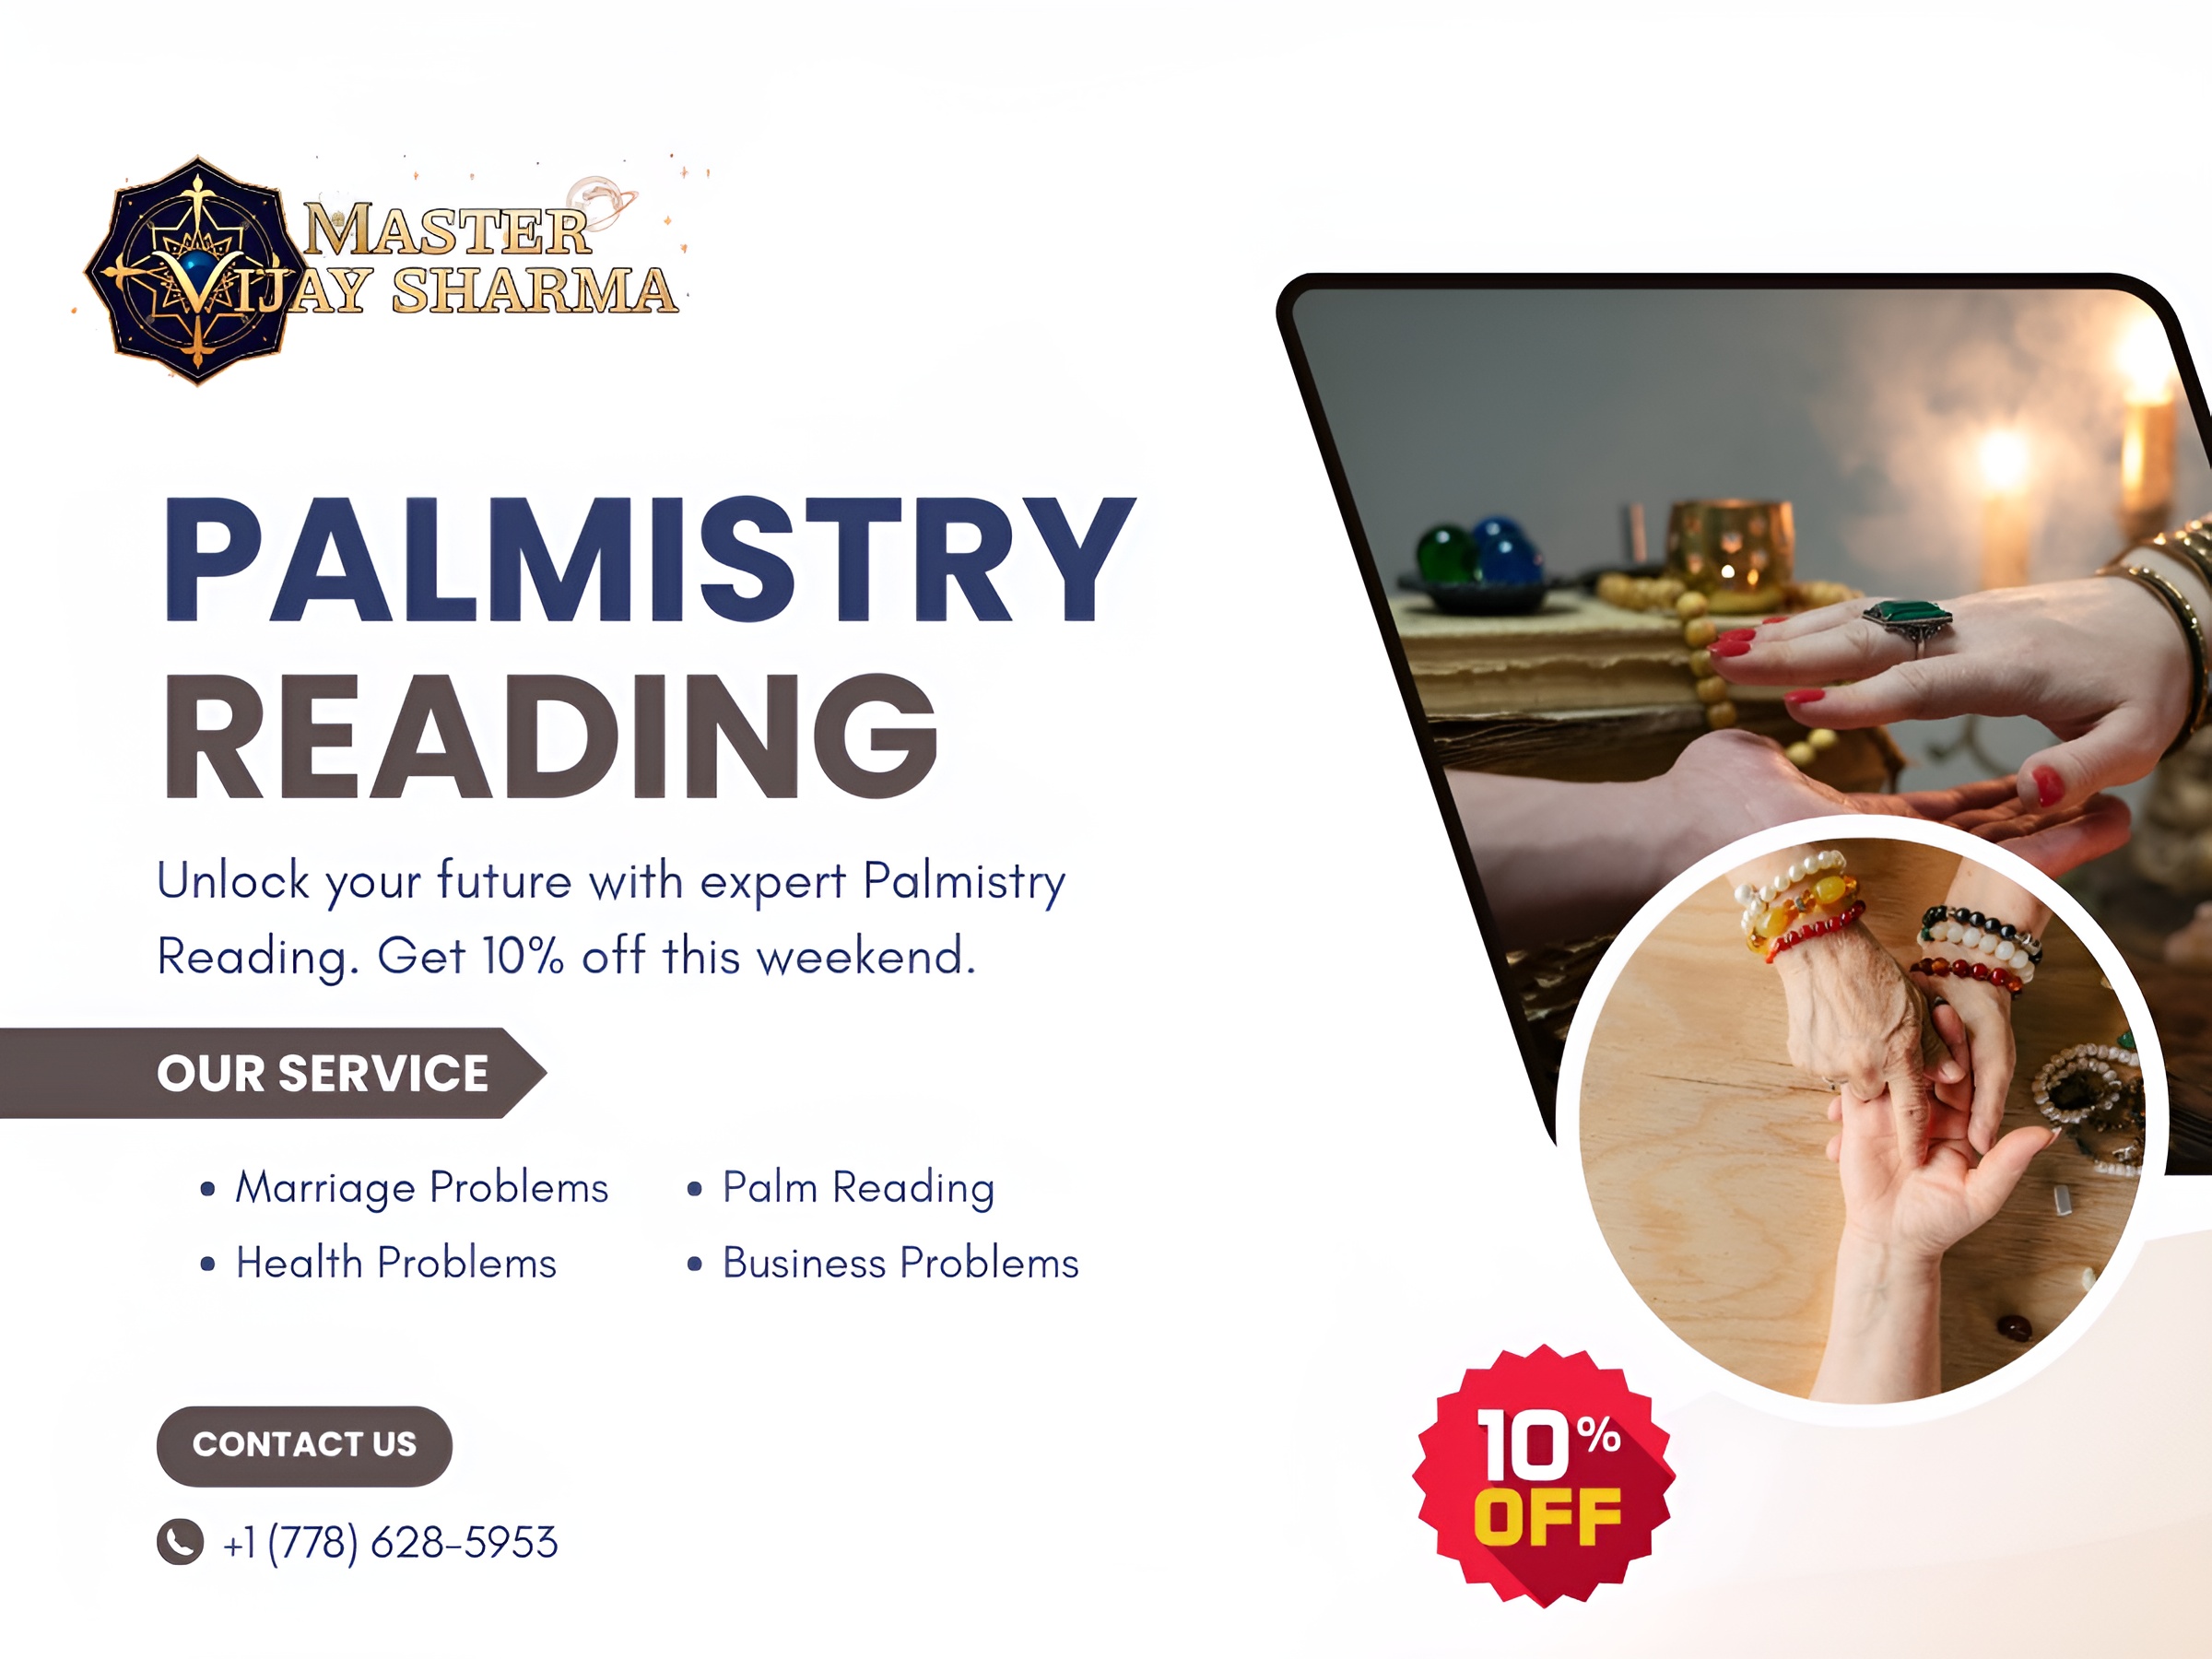 MASTER
VIJAY SHARMA
PALMISTRY
READING
Unlock your future with expert Palmistry
Reading. Get 10% off this weekend.
OUR SERVICE
• Marriage Problems
• Health Problems
• Palm Reading
• Business Problems
CONTACT US
+1 (778) 628-5953
10%
OFF